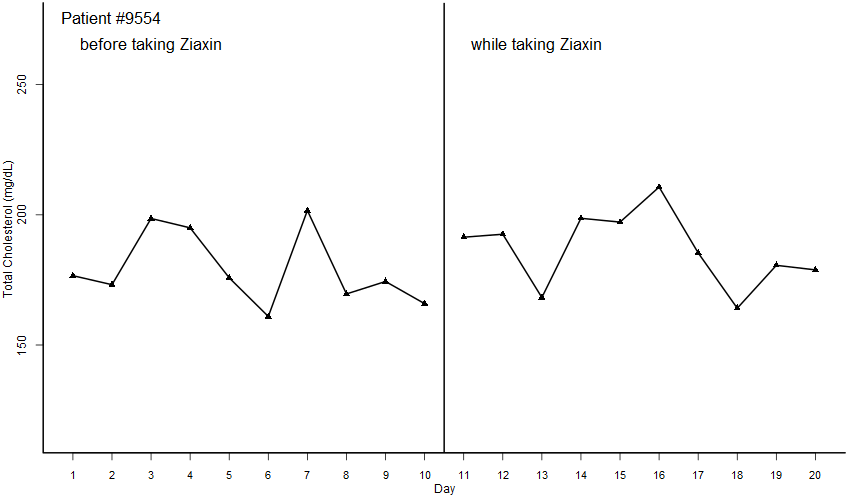 Patient #9554
before taking Ziaxin
while taking Ziaxin
Total Cholesterol (mg/dL)
250
200
150
1 2 3 4 5 6 7 8 9 10 11 12 13 14 15 16 17 18 19 20
Day